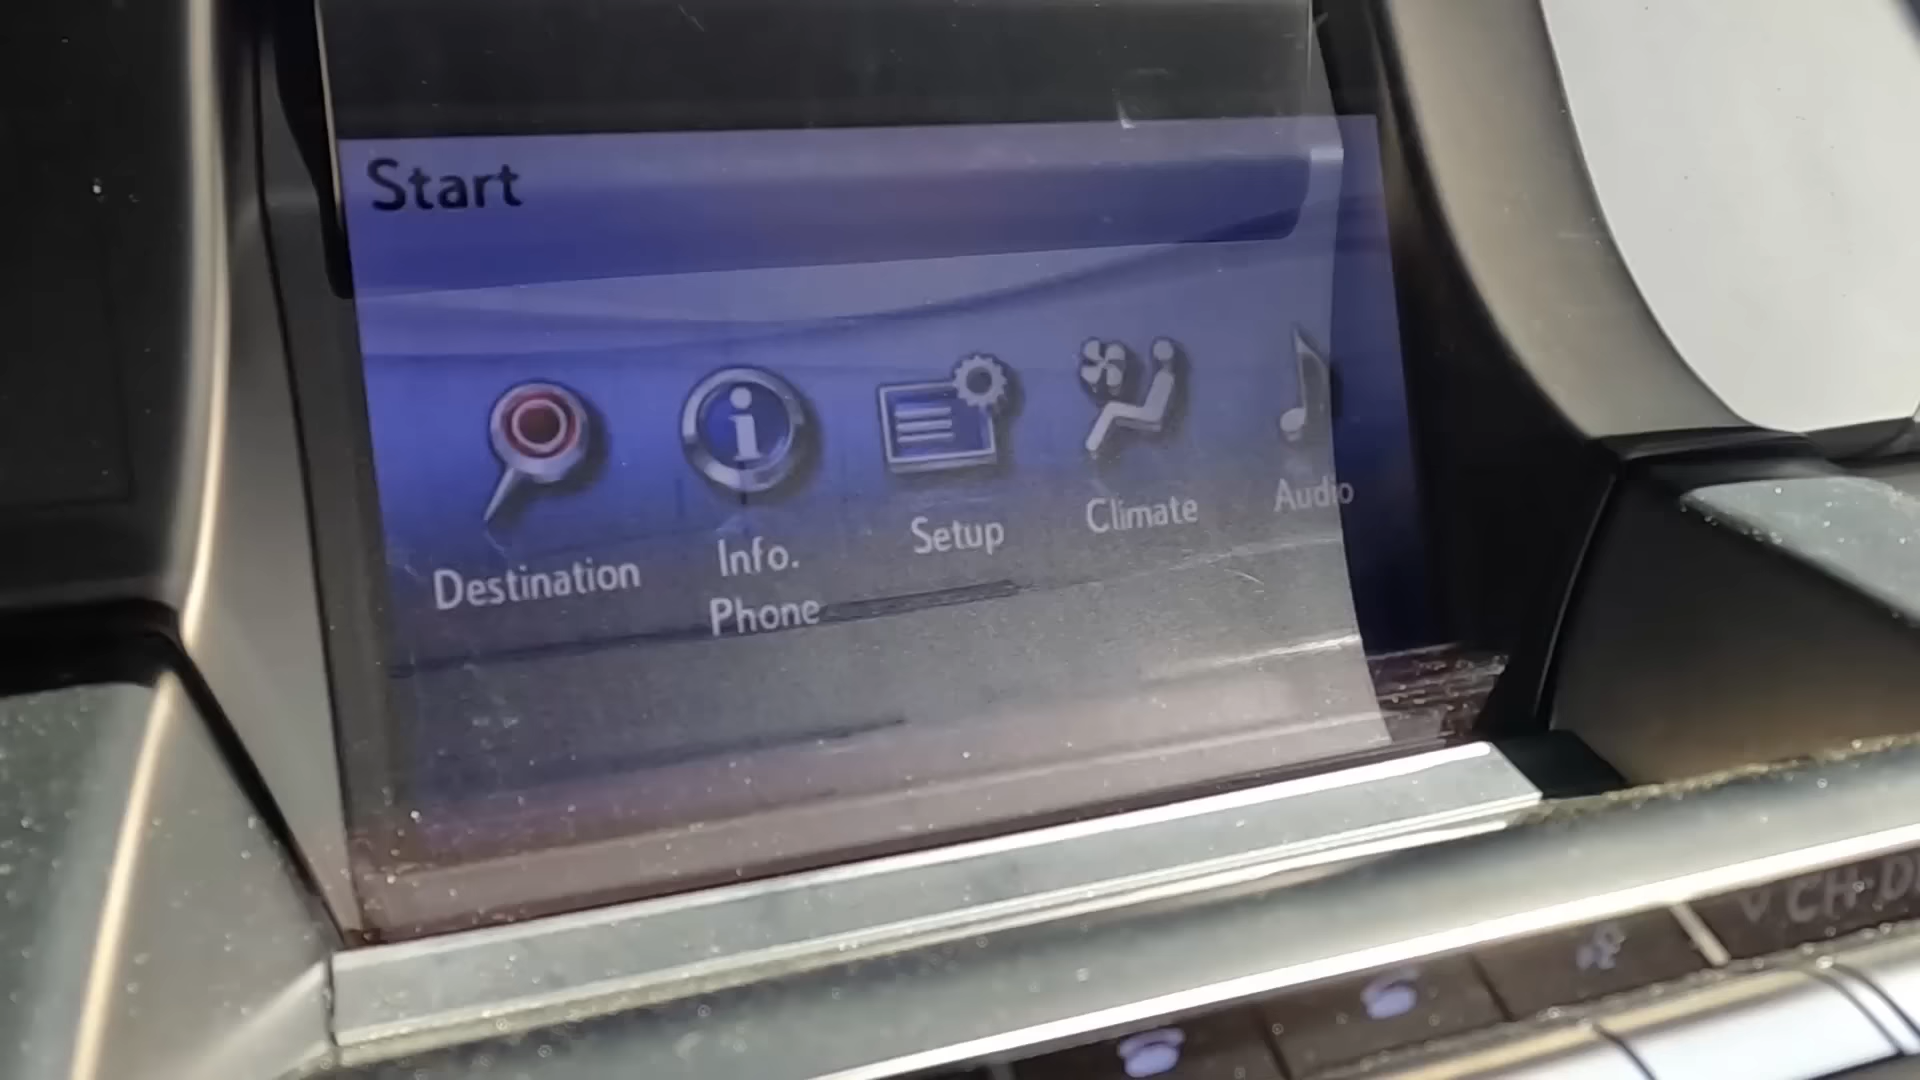 Start
Destination
Info.
Phone
Setup
Climate
Audio
CH·D